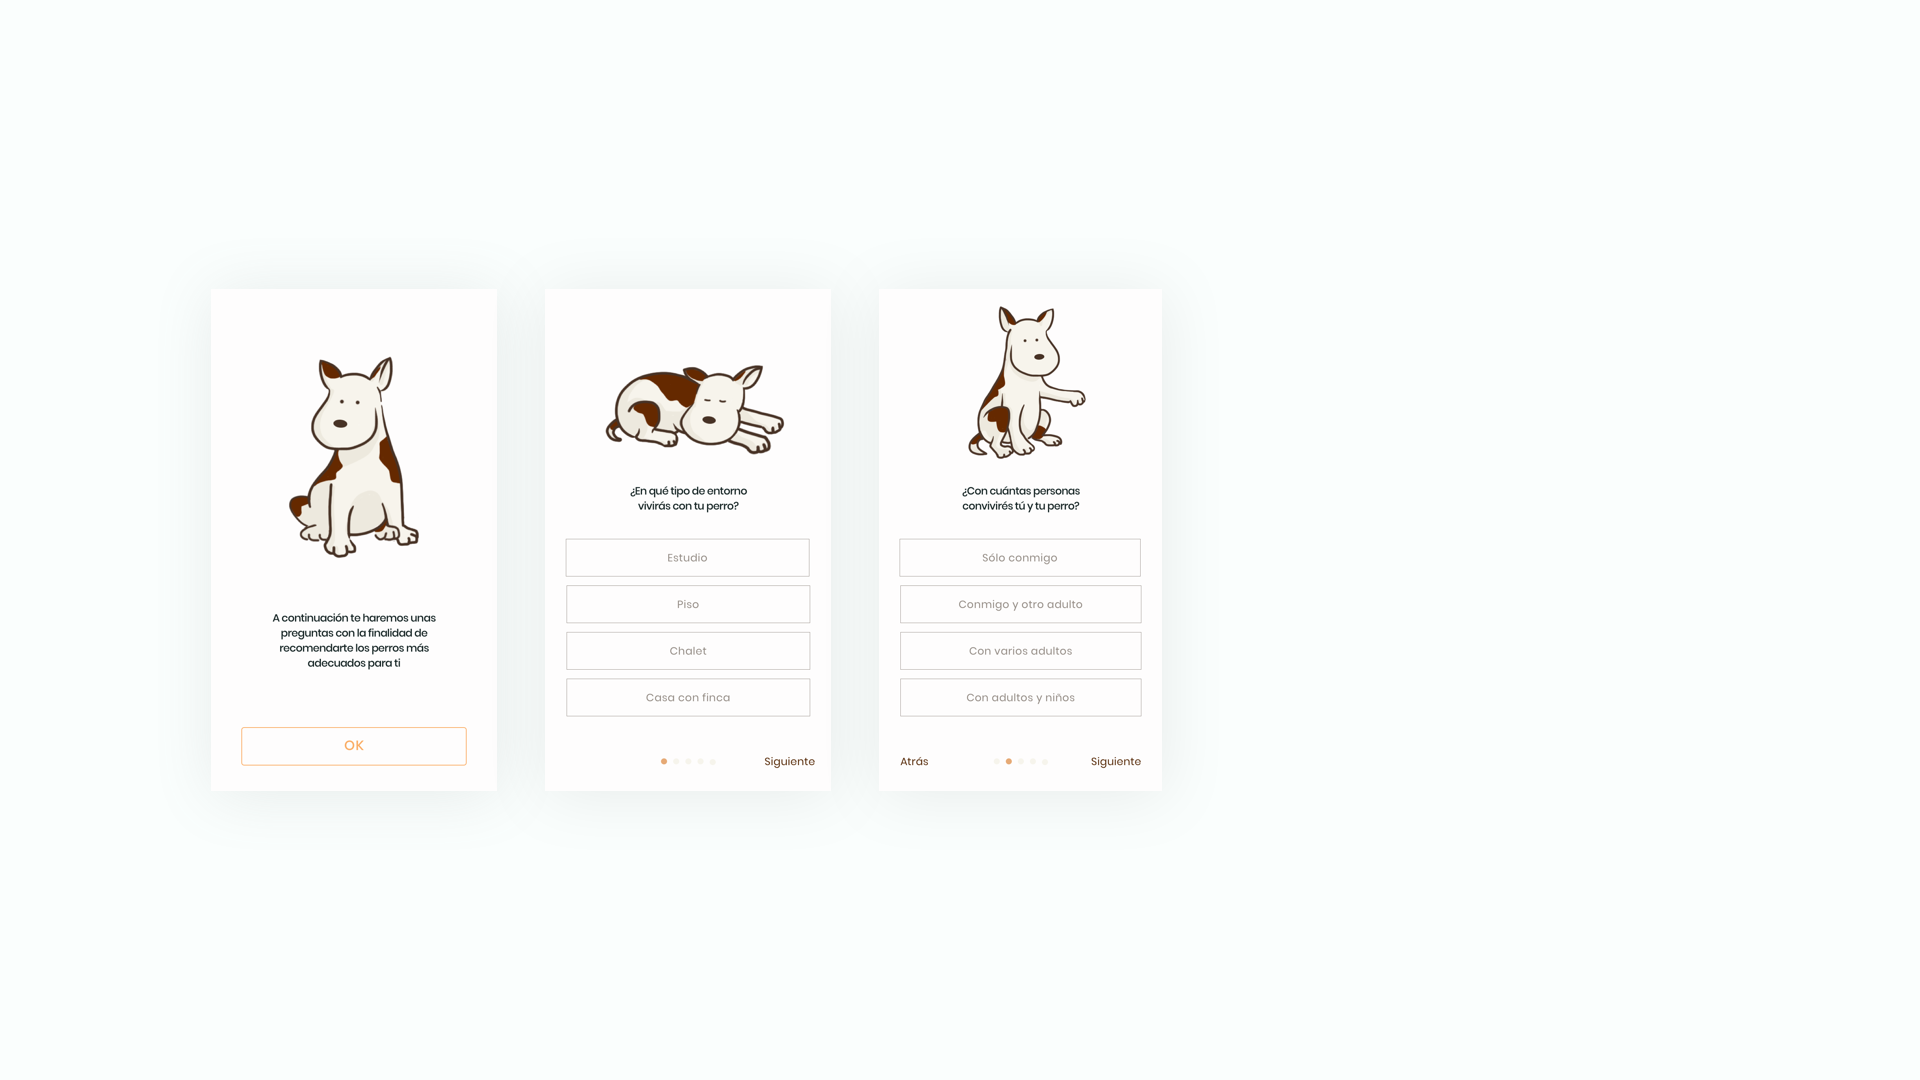 A continuación te haremos unas
preguntas con la finalidad de
recomendarte los perros más
adecuados para ti
OK
¿En qué tipo de entorno
vivirás con tu perro?
Estudio
Piso
Chalet
Casa con finca
Siguiente
¿Con cuántas personas
convivirés tú y tu perro?
Sólo conmigo
Conmigo y otro adulto
Con varios adultos
Con adultos y niños
Atrás
Siguiente